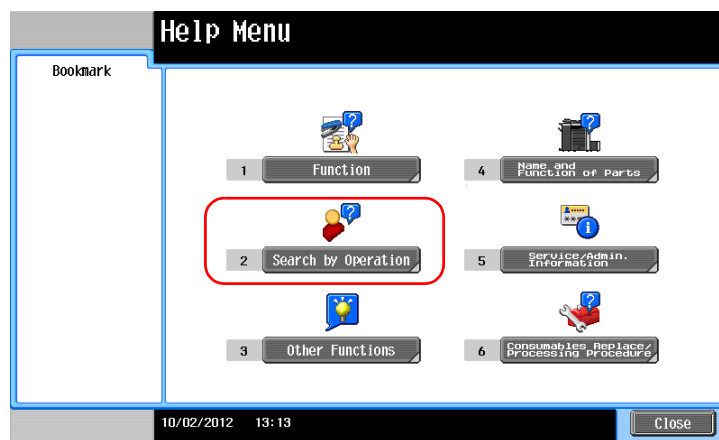 Help Menu
Bookmark
1 Function
4 Name and
Function of Parts
2 Search by Operation
5 Service/Admin.
Information
3 Other Functions
6 Consumables Replace/
Processing Procedure
10/02/2012 13:13
Close